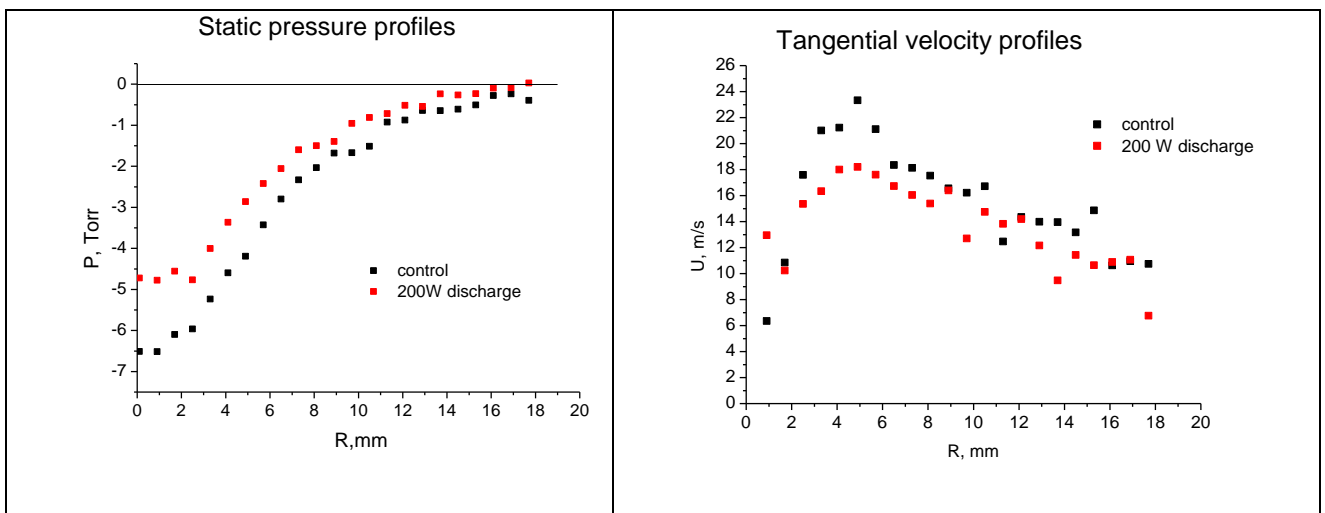 Static pressure profiles
0
-1
-2
-3
-4
-5
-6
-7
P, Torr
control
200W discharge
0 2 4 6 8 10 12 14 16 18 20
R,mm
Tangential velocity profiles
26
24
22
20
18
16
14
12
10
8
6
4
2
0
U, m/s
control
200 W discharge
0 2 4 6 8 10 12 14 16 18 20
R, mm